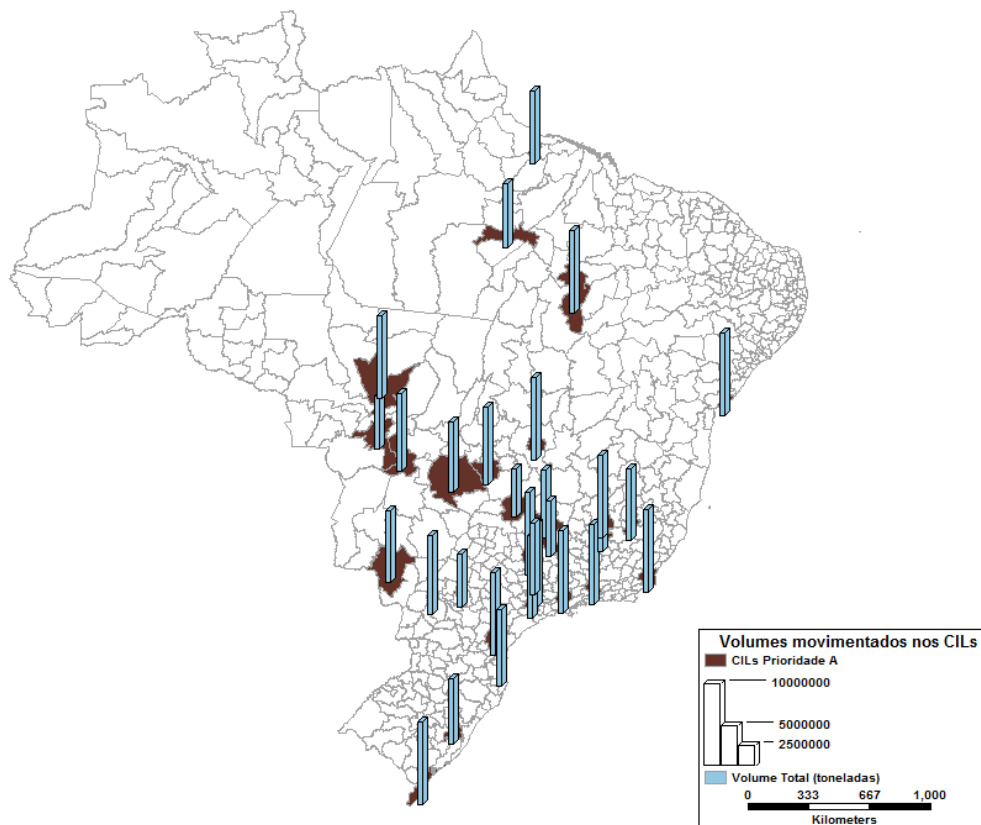 Volumes movimentados nos CILs
CILs Prioridade A
10000000
5000000
2500000
Volume Total (toneladas)
0 333 667 1,000
Kilometers